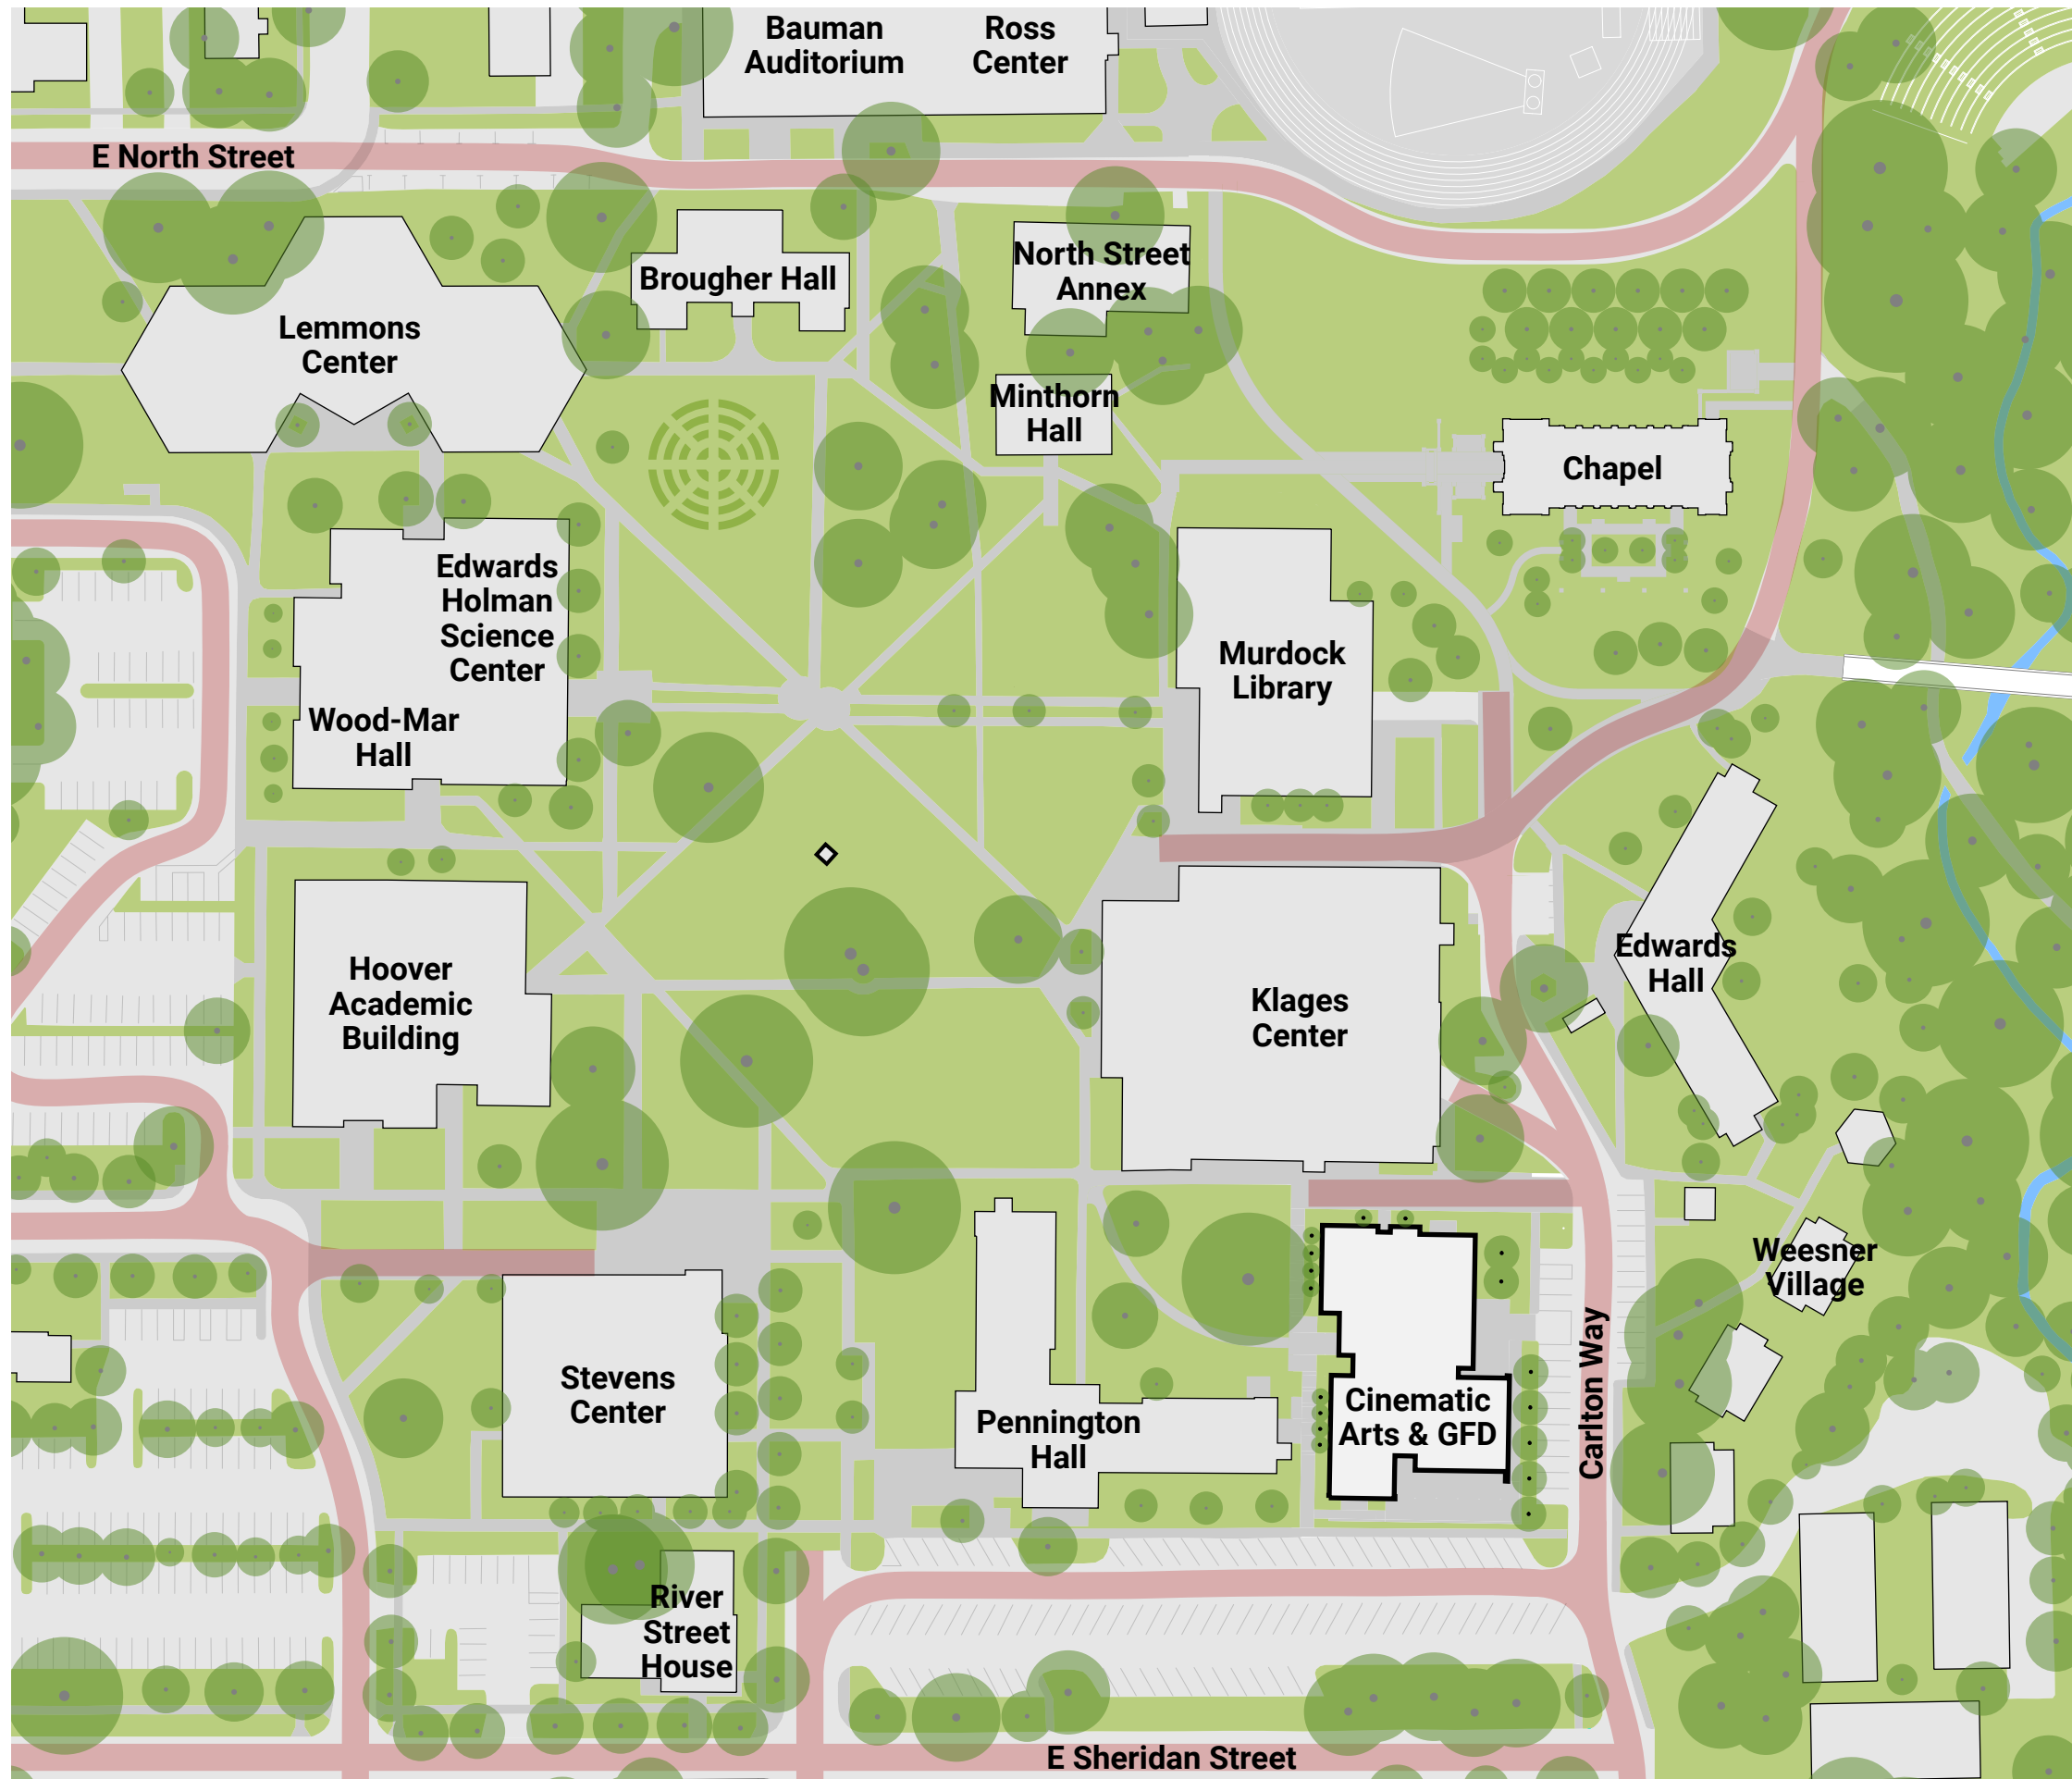 Bauman
Auditorium
Ross
Center
E North Street
North Street
Annex
Brougher Hall
Lemmons
Center
Minthorn
Hall
Chapel
Edwards
Holman
Science
Center
Murdock
Library
Wood-Mar
Hall
Edwards
Hall
Hoover
Academic
Building
Klages
Center
Weesner
Village
Stevens
Center
Carlton Way
Cinematic
Arts & GFD
Pennington
Hall
River
Street
House
E Sheridan Street